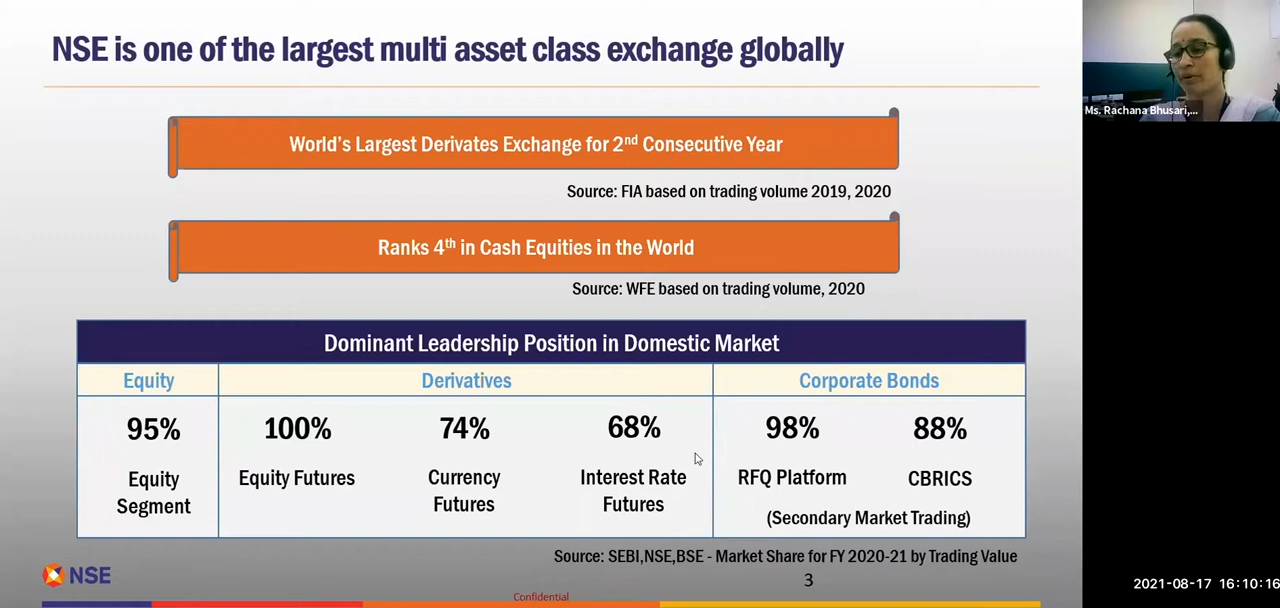 NSE is one of the largest multi asset class exchange globally
World's Largest Derivates Exchange for 2nd Consecutive Year
Source: FIA based on trading volume 2019, 2020
Ranks 4th in Cash Equities in the World
Source: WFE based on trading volume, 2020
Dominant Leadership Position in Domestic Market
Equity Derivatives Corporate Bonds
95% 100% 74% 68% 98% 88%
Equity Segment
Equity Futures
Currency Futures
Interest Rate Futures
RFQ Platform
CBRICS
(Secondary Market Trading)
Source: SEBI,NSE,BSE - Market Share for FY 2020-21 by Trading Value
NSE
3
Confidential
Ms. Rachana Bhusari,...
2021-08-17 16:10:16